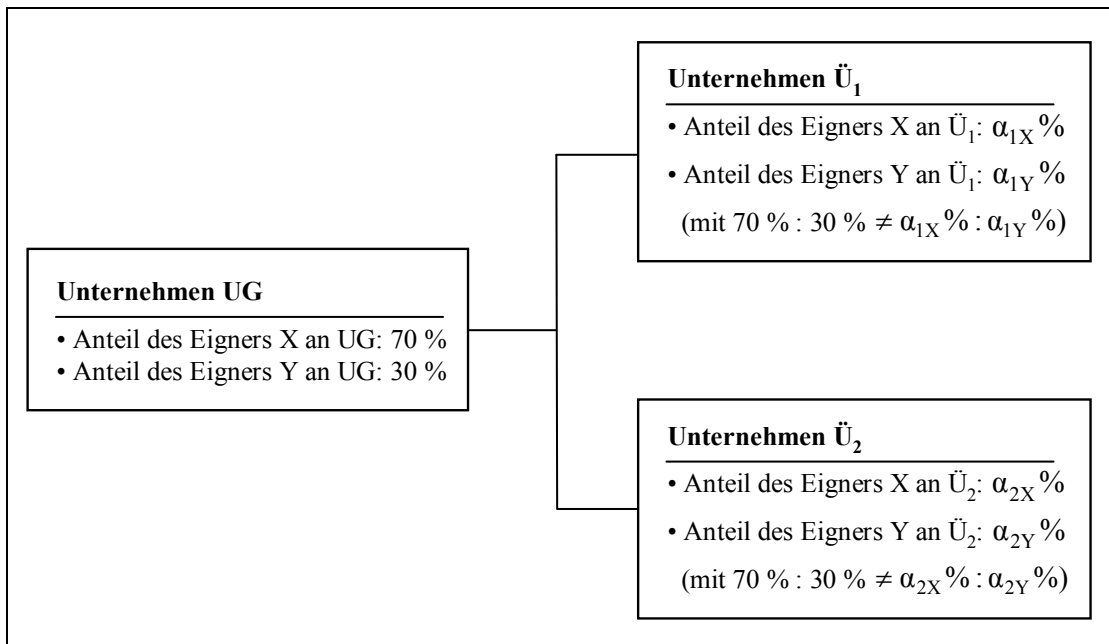 Unternehmen UG
• Anteil des Eigners X an UG: 70 %
• Anteil des Eigners Y an UG: 30 %
Unternehmen Ü₁
• Anteil des Eigners X an Ü₁: α₁X%
• Anteil des Eigners Y an Ü₁: α₁Y%
(mit 70 % : 30 % ≠ α₁X% : α₁Y%)
Unternehmen Ü₂
• Anteil des Eigners X an Ü₂: α₂X%
• Anteil des Eigners Y an Ü₂: α₂Y%
(mit 70 % : 30 % ≠ α₂X% : α₂Y%)